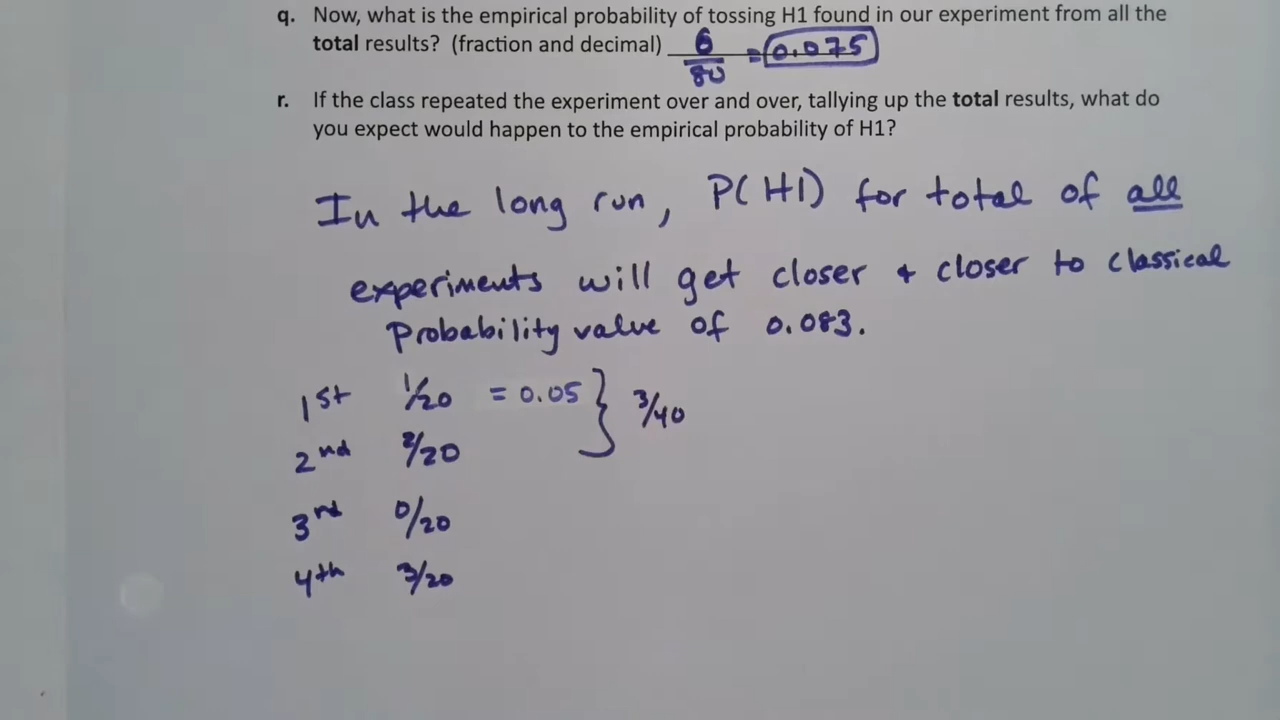 q. Now, what is the empirical probability of tossing H1 found in our experiment from all the
total results? (fraction and decimal) 6/80 = 0.075
r. If the class repeated the experiment over and over, tallying up the total results, what do
you expect would happen to the empirical probability of H1?
In the long run, P(H1) for total of all
experiments will get closer + closer to classical
Probability value of 0.083.
1st 1/20 = 0.05 } 3/40
2nd 2/20
3rd 0/20
4th 3/20